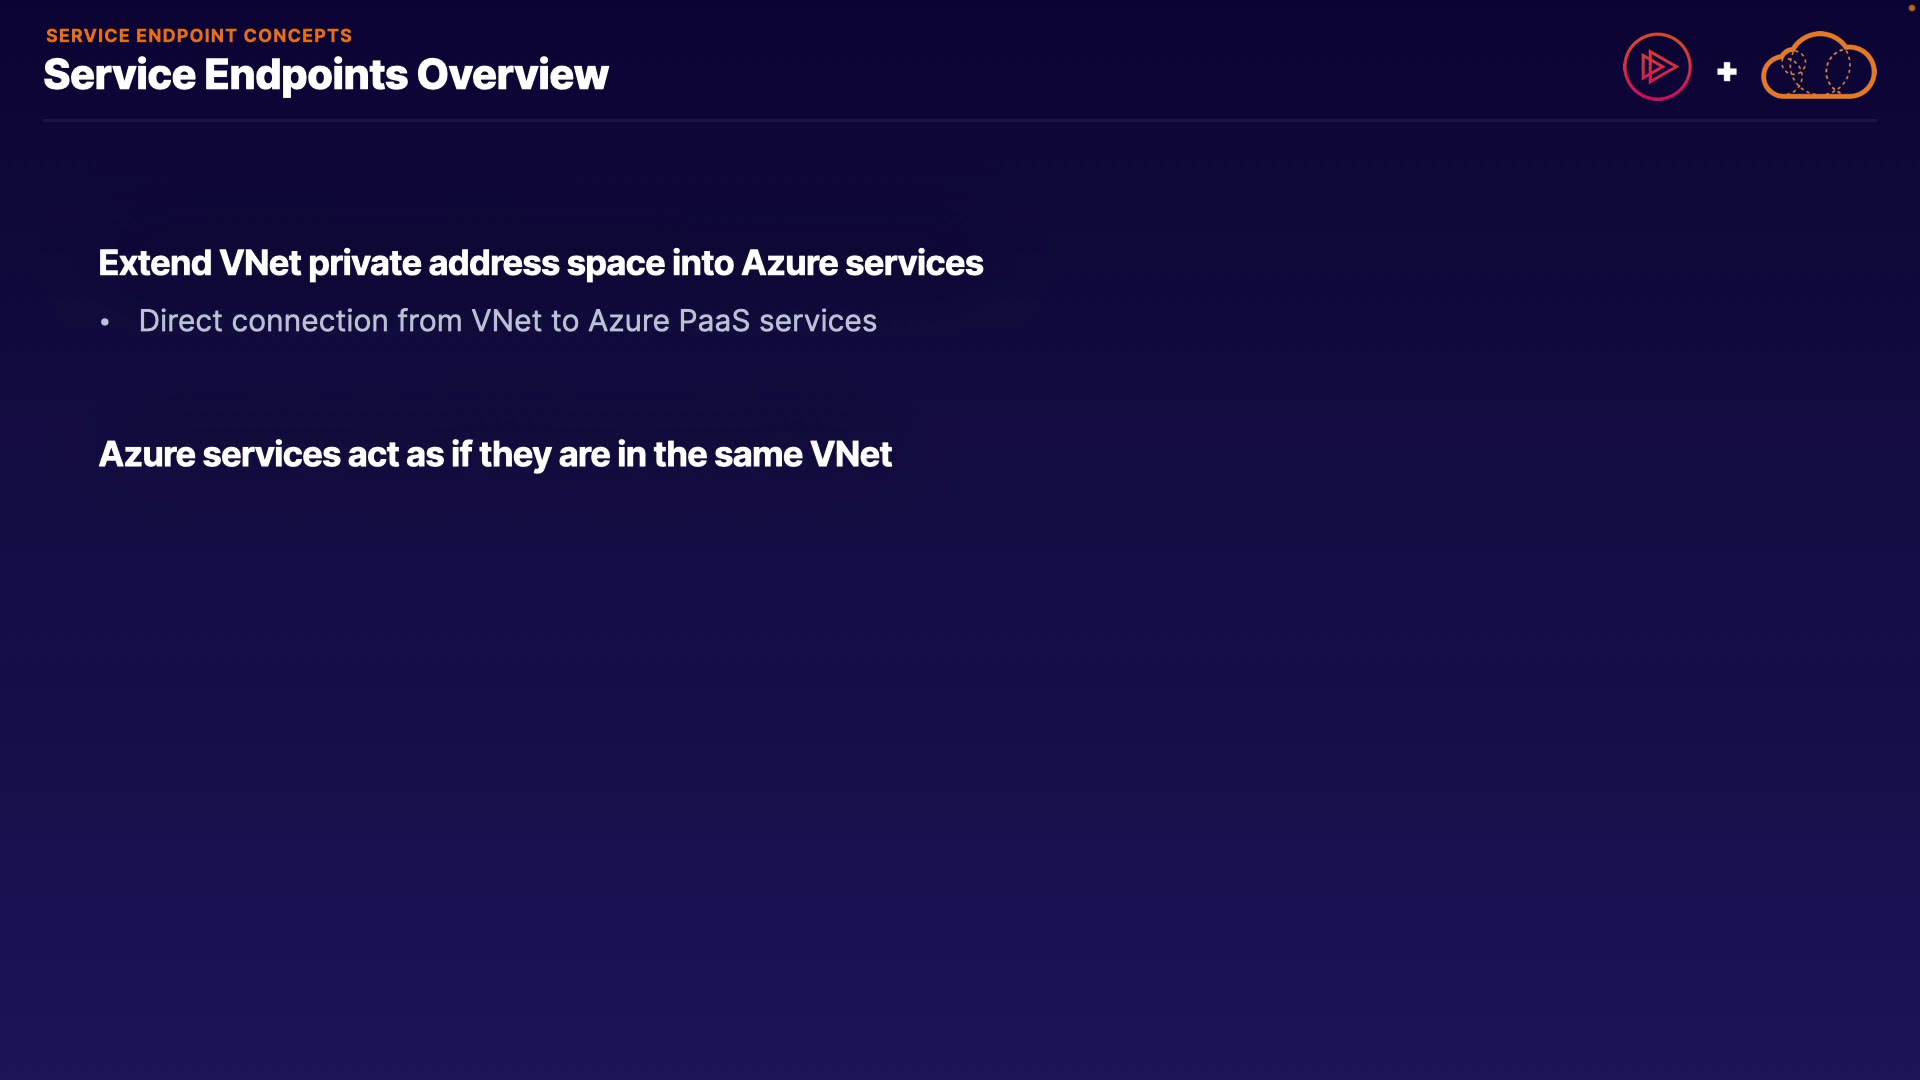 SERVICE ENDPOINT CONCEPTS
Service Endpoints Overview
+
Extend VNet private address space into Azure services
• Direct connection from VNet to Azure PaaS services
Azure services act as if they are in the same VNet